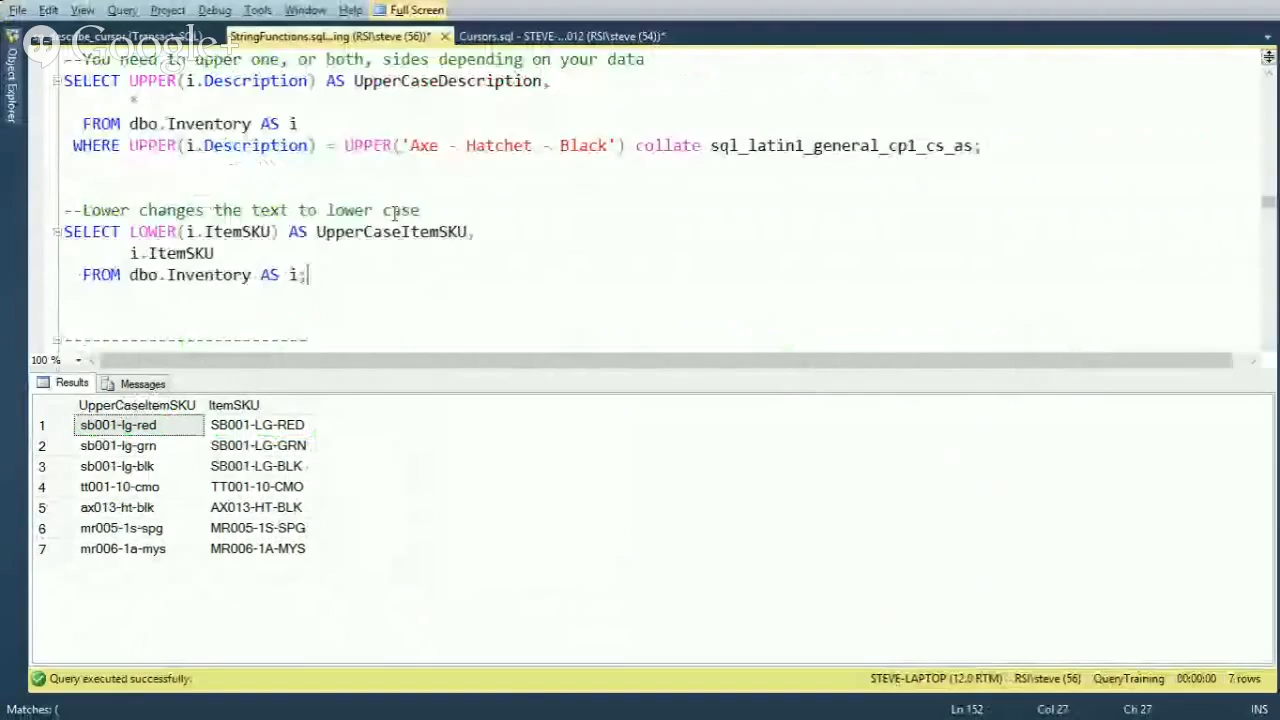 File Edit View Query Project Debug Tools Window Help Full Screen
Google+
describe_cursor (Transact-SQL) StringFunctions.sql...ing (RSI\steve (56))* × Cursors.sql - STEVE-...012 (RSI\steve (54))*
Object Explorer
--You need to upper one, or both, sides depending on your data
SELECT UPPER(i.Description) AS UpperCaseDescription,
*
FROM dbo.Inventory AS i
WHERE UPPER(i.Description) = UPPER('Axe - Hatchet - Black') collate sql_latin1_general_cp1_cs_as;
--Lower changes the text to lower case
SELECT LOWER(i.ItemSKU) AS UpperCaseItemSKU,
i.ItemSKU
FROM dbo.Inventory AS i;
--------------------------
100 %
Results Messages
UpperCaseItemSKU ItemSKU
1 sb001-lg-red SB001-LG-RED
2 sb001-lg-grn SB001-LG-GRN
3 sb001-lg-blk SB001-LG-BLK
4 tt001-10-cmo TT001-10-CMO
5 ax013-ht-blk AX013-HT-BLK
6 mr005-1s-spg MR005-1S-SPG
7 mr006-1a-mys MR006-1A-MYS
Query executed successfully. STEVE-LAPTOP (12.0 RTM) RSI\steve (56) QueryTraining 00:00:00 7 rows
Matches: ( Ln 152 Col 27 Ch 27 INS